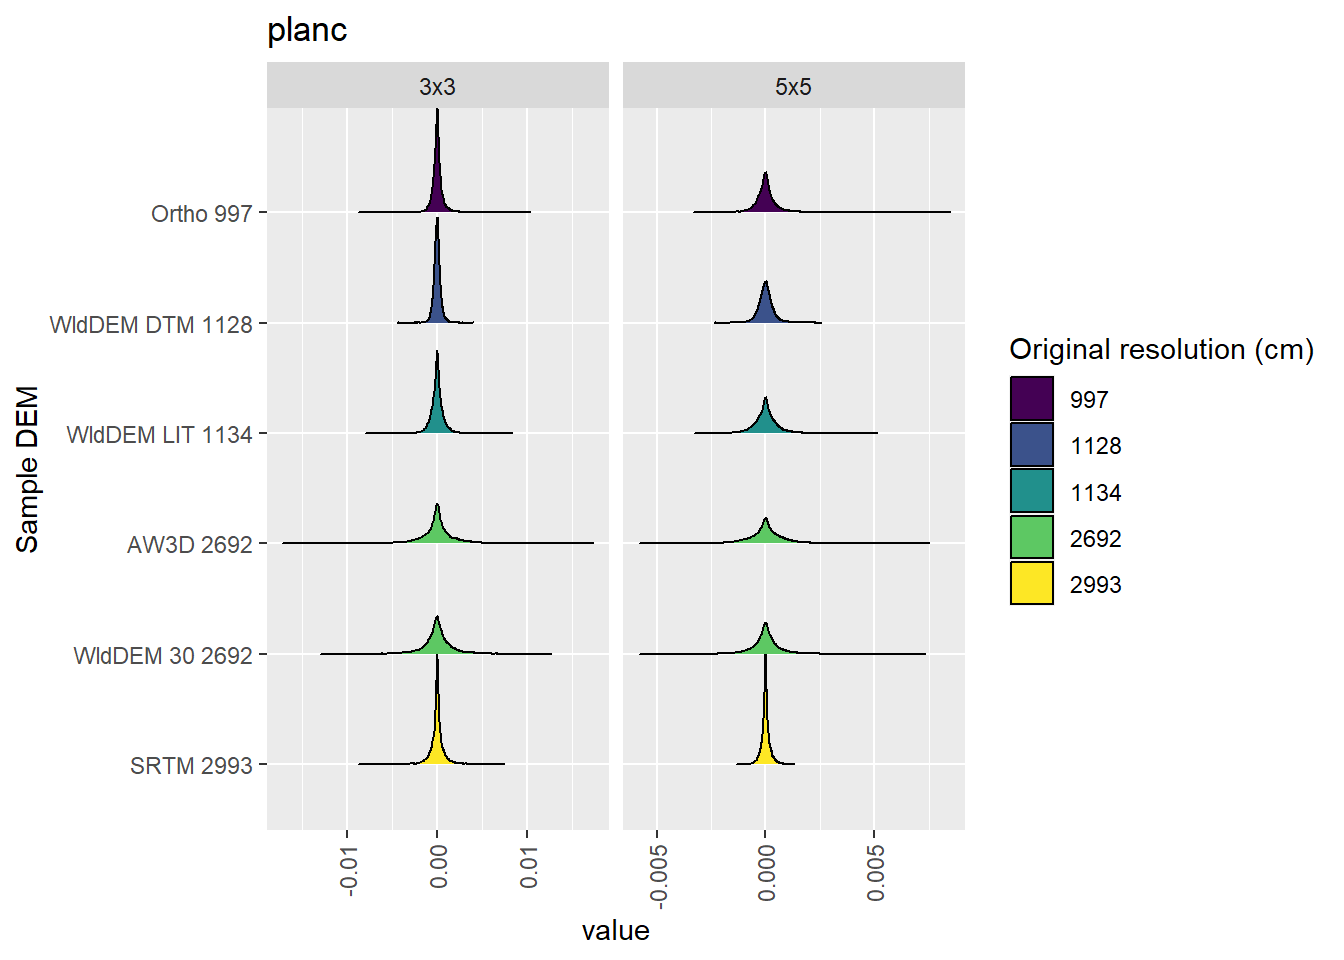 planc
3x3
5x5
Ortho 997
WldDEM DTM 1128
WldDEM LIT 1134
AW3D 2692
WldDEM 30 2692
SRTM 2993
Sample DEM
-0.01
0.00
0.01
-0.005
0.000
0.005
value
Original resolution (cm)
997
1128
1134
2692
2993